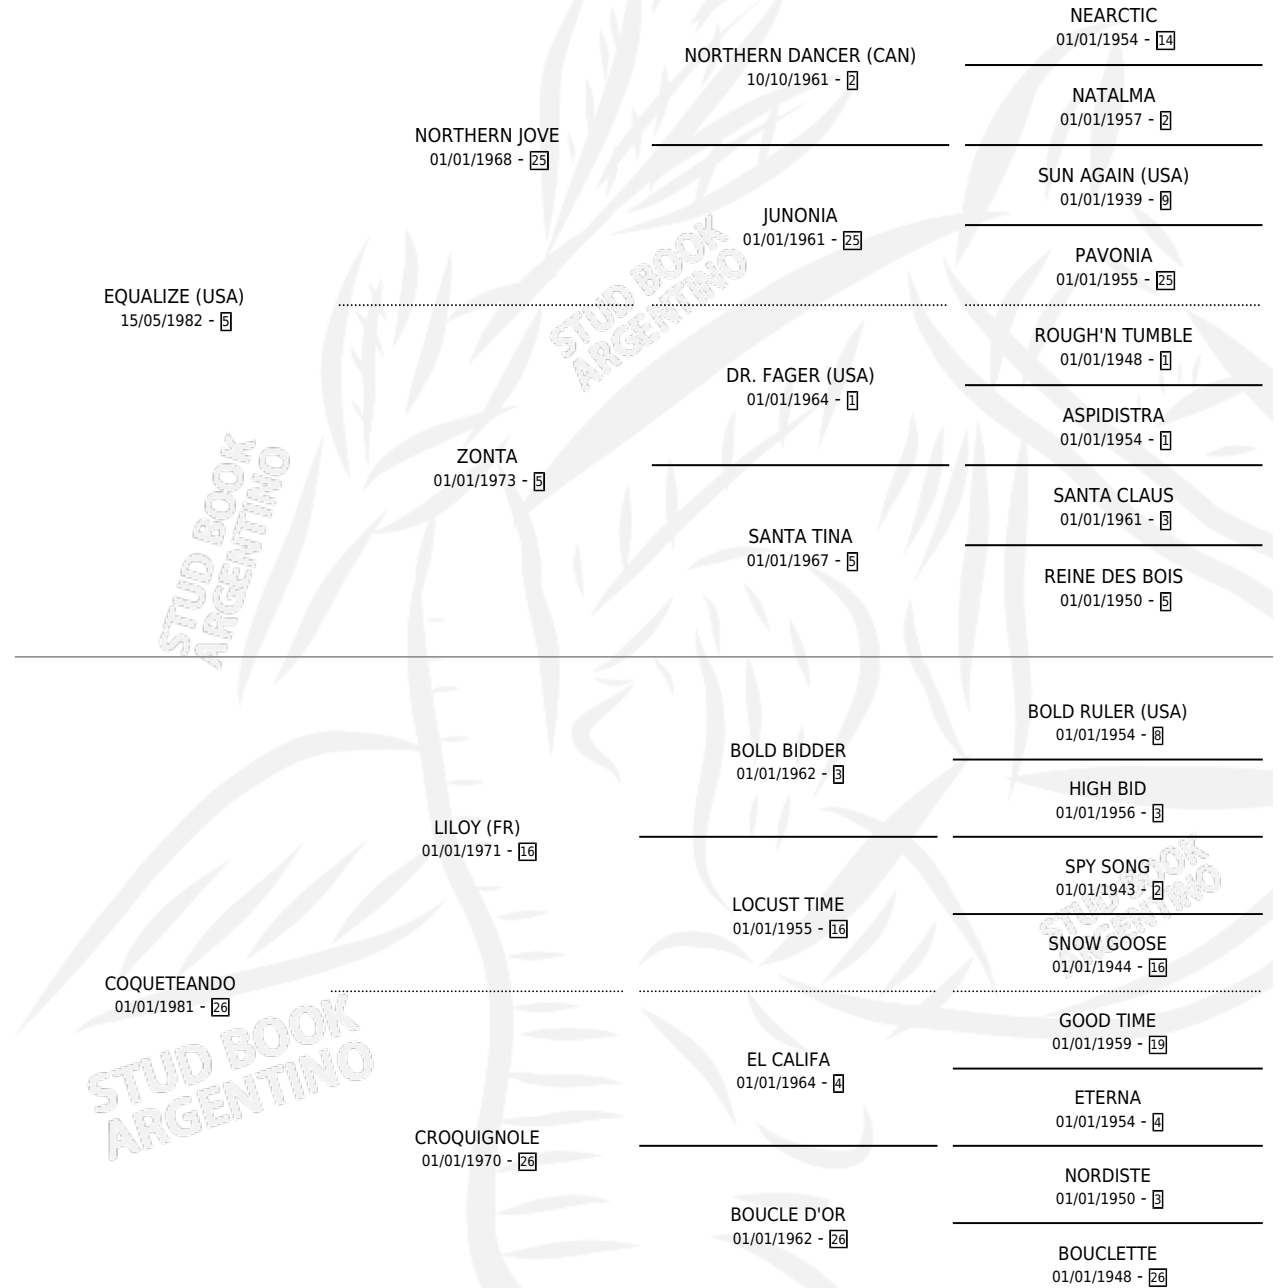 NEARCTIC
01/01/1954 - 14
NORTHERN DANCER (CAN)
10/10/1961 - 2
NATALMA
01/01/1957 - 2
NORTHERN JOVE
01/01/1968 - 25
SUN AGAIN (USA)
01/01/1939 - 9
JUNONIA
01/01/1961 - 25
PAVONIA
01/01/1955 - 25
EQUALIZE (USA)
15/05/1982 - 5
STUD BOOK
ARGENTINO
ROUGH'N TUMBLE
01/01/1948 - 1
DR. FAGER (USA)
01/01/1964 - 1
ASPIDISTRA
01/01/1954 - 1
ZONTA
01/01/1973 - 5
SANTA CLAUS
01/01/1961 - 3
SANTA TINA
01/01/1967 - 5
REINE DES BOIS
01/01/1950 - 5
STUD BOOK
ARGENTINO
BOLD RULER (USA)
01/01/1954 - 8
BOLD BIDDER
01/01/1962 - 3
HIGH BID
01/01/1956 - 3
LILOY (FR)
01/01/1971 - 16
SPY SONG
01/01/1943 - 2
LOCUST TIME
01/01/1955 - 16
STUD BOOK
ARGENTINO
SNOW GOOSE
01/01/1944 - 16
COQUETEANDO
01/01/1981 - 26
GOOD TIME
01/01/1959 - 19
EL CALIFA
01/01/1964 - 4
ETERNA
01/01/1954 - 4
STUD BOOK
ARGENTINO
CROQUIGNOLE
01/01/1970 - 26
NORDISTE
01/01/1950 - 3
BOUCLE D'OR
01/01/1962 - 26
BOUCLETTE
01/01/1948 - 26